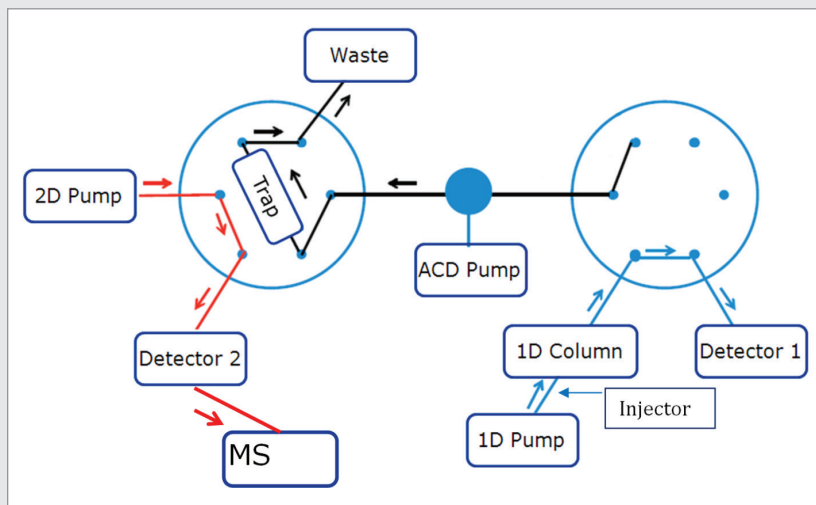 Waste
2D Pump
Trap
ACD Pump
Detector 2
1D Column
Detector 1
Injector
1D Pump
MS